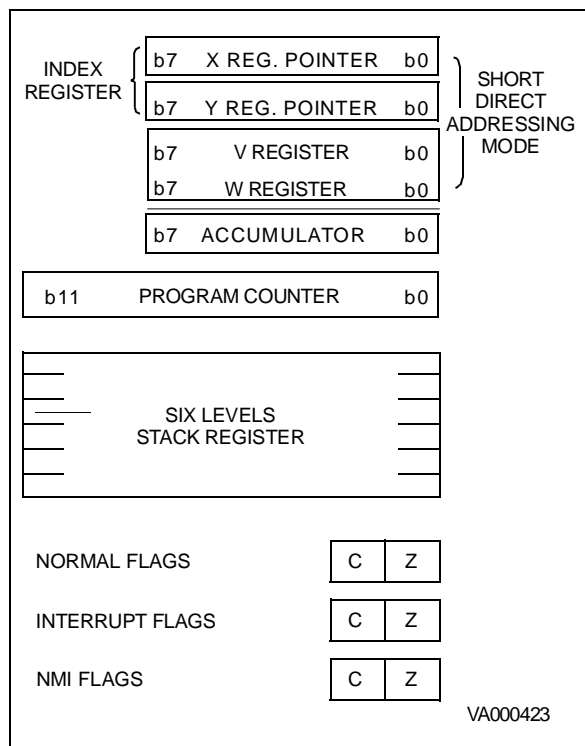 INDEX
REGISTER
b7 X REG. POINTER b0
b7 Y REG. POINTER b0
b7 V REGISTER b0
b7 W REGISTER b0
b7 ACCUMULATOR b0
SHORT
DIRECT
ADDRESSING
MODE
b11 PROGRAM COUNTER b0
SIX LEVELS
STACK REGISTER
NORMAL FLAGS C Z
INTERRUPT FLAGS C Z
NMI FLAGS C Z
VA000423